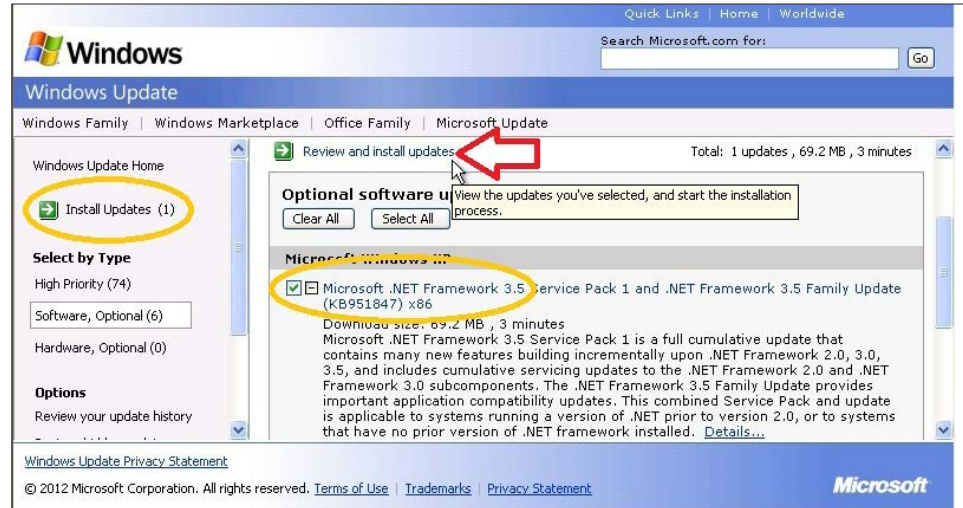 Quick Links | Home | Worldwide
Windows
Search Microsoft.com for:
Go
Windows Update
Windows Family | Windows Marketplace | Office Family | Microsoft Update
Windows Update Home
Install Updates (1)
Select by Type
High Priority (74)
Software, Optional (6)
Hardware, Optional (0)
Options
Review your update history
Review and install updates
Total: 1 updates , 69.2 MB , 3 minutes
Optional software u
View the updates you've selected, and start the installation
process.
Clear All
Select All
Microsoft Windows XP
Microsoft .NET Framework 3.5 Service Pack 1 and .NET Framework 3.5 Family Update
(KB951847) x86
Download size: 69.2 MB , 3 minutes
Microsoft .NET Framework 3.5 Service Pack 1 is a full cumulative update that
contains many new features building incrementally upon .NET Framework 2.0, 3.0,
3.5, and includes cumulative servicing updates to the .NET Framework 2.0 and .NET
Framework 3.0 subcomponents. The .NET Framework 3.5 Family Update provides
important application compatibility updates. This combined Service Pack and update
is applicable to systems running a version of .NET prior to version 2.0, or to systems
that have no prior version of .NET framework installed. Details...
Windows Update Privacy Statement
© 2012 Microsoft Corporation. All rights reserved. Terms of Use | Trademarks | Privacy Statement
Microsoft